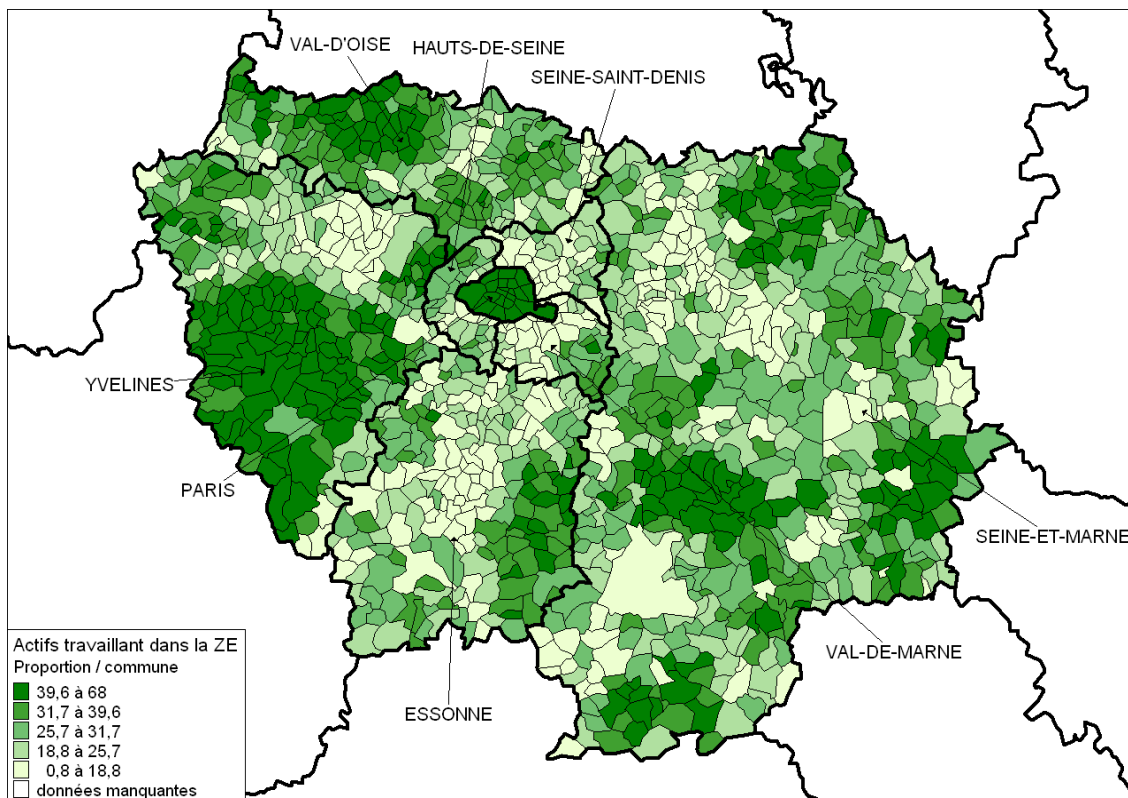 VAL-D'OISE
HAUTS-DE-SEINE
SEINE-SAINT-DENIS
YVELINES
PARIS
SEINE-ET-MARNE
VAL-DE-MARNE
ESSONNE
Actifs travaillant dans la ZE
Proportion / commune
39,6 à 68
31,7 à 39,6
25,7 à 31,7
18,8 à 25,7
0,8 à 18,8
données manquantes